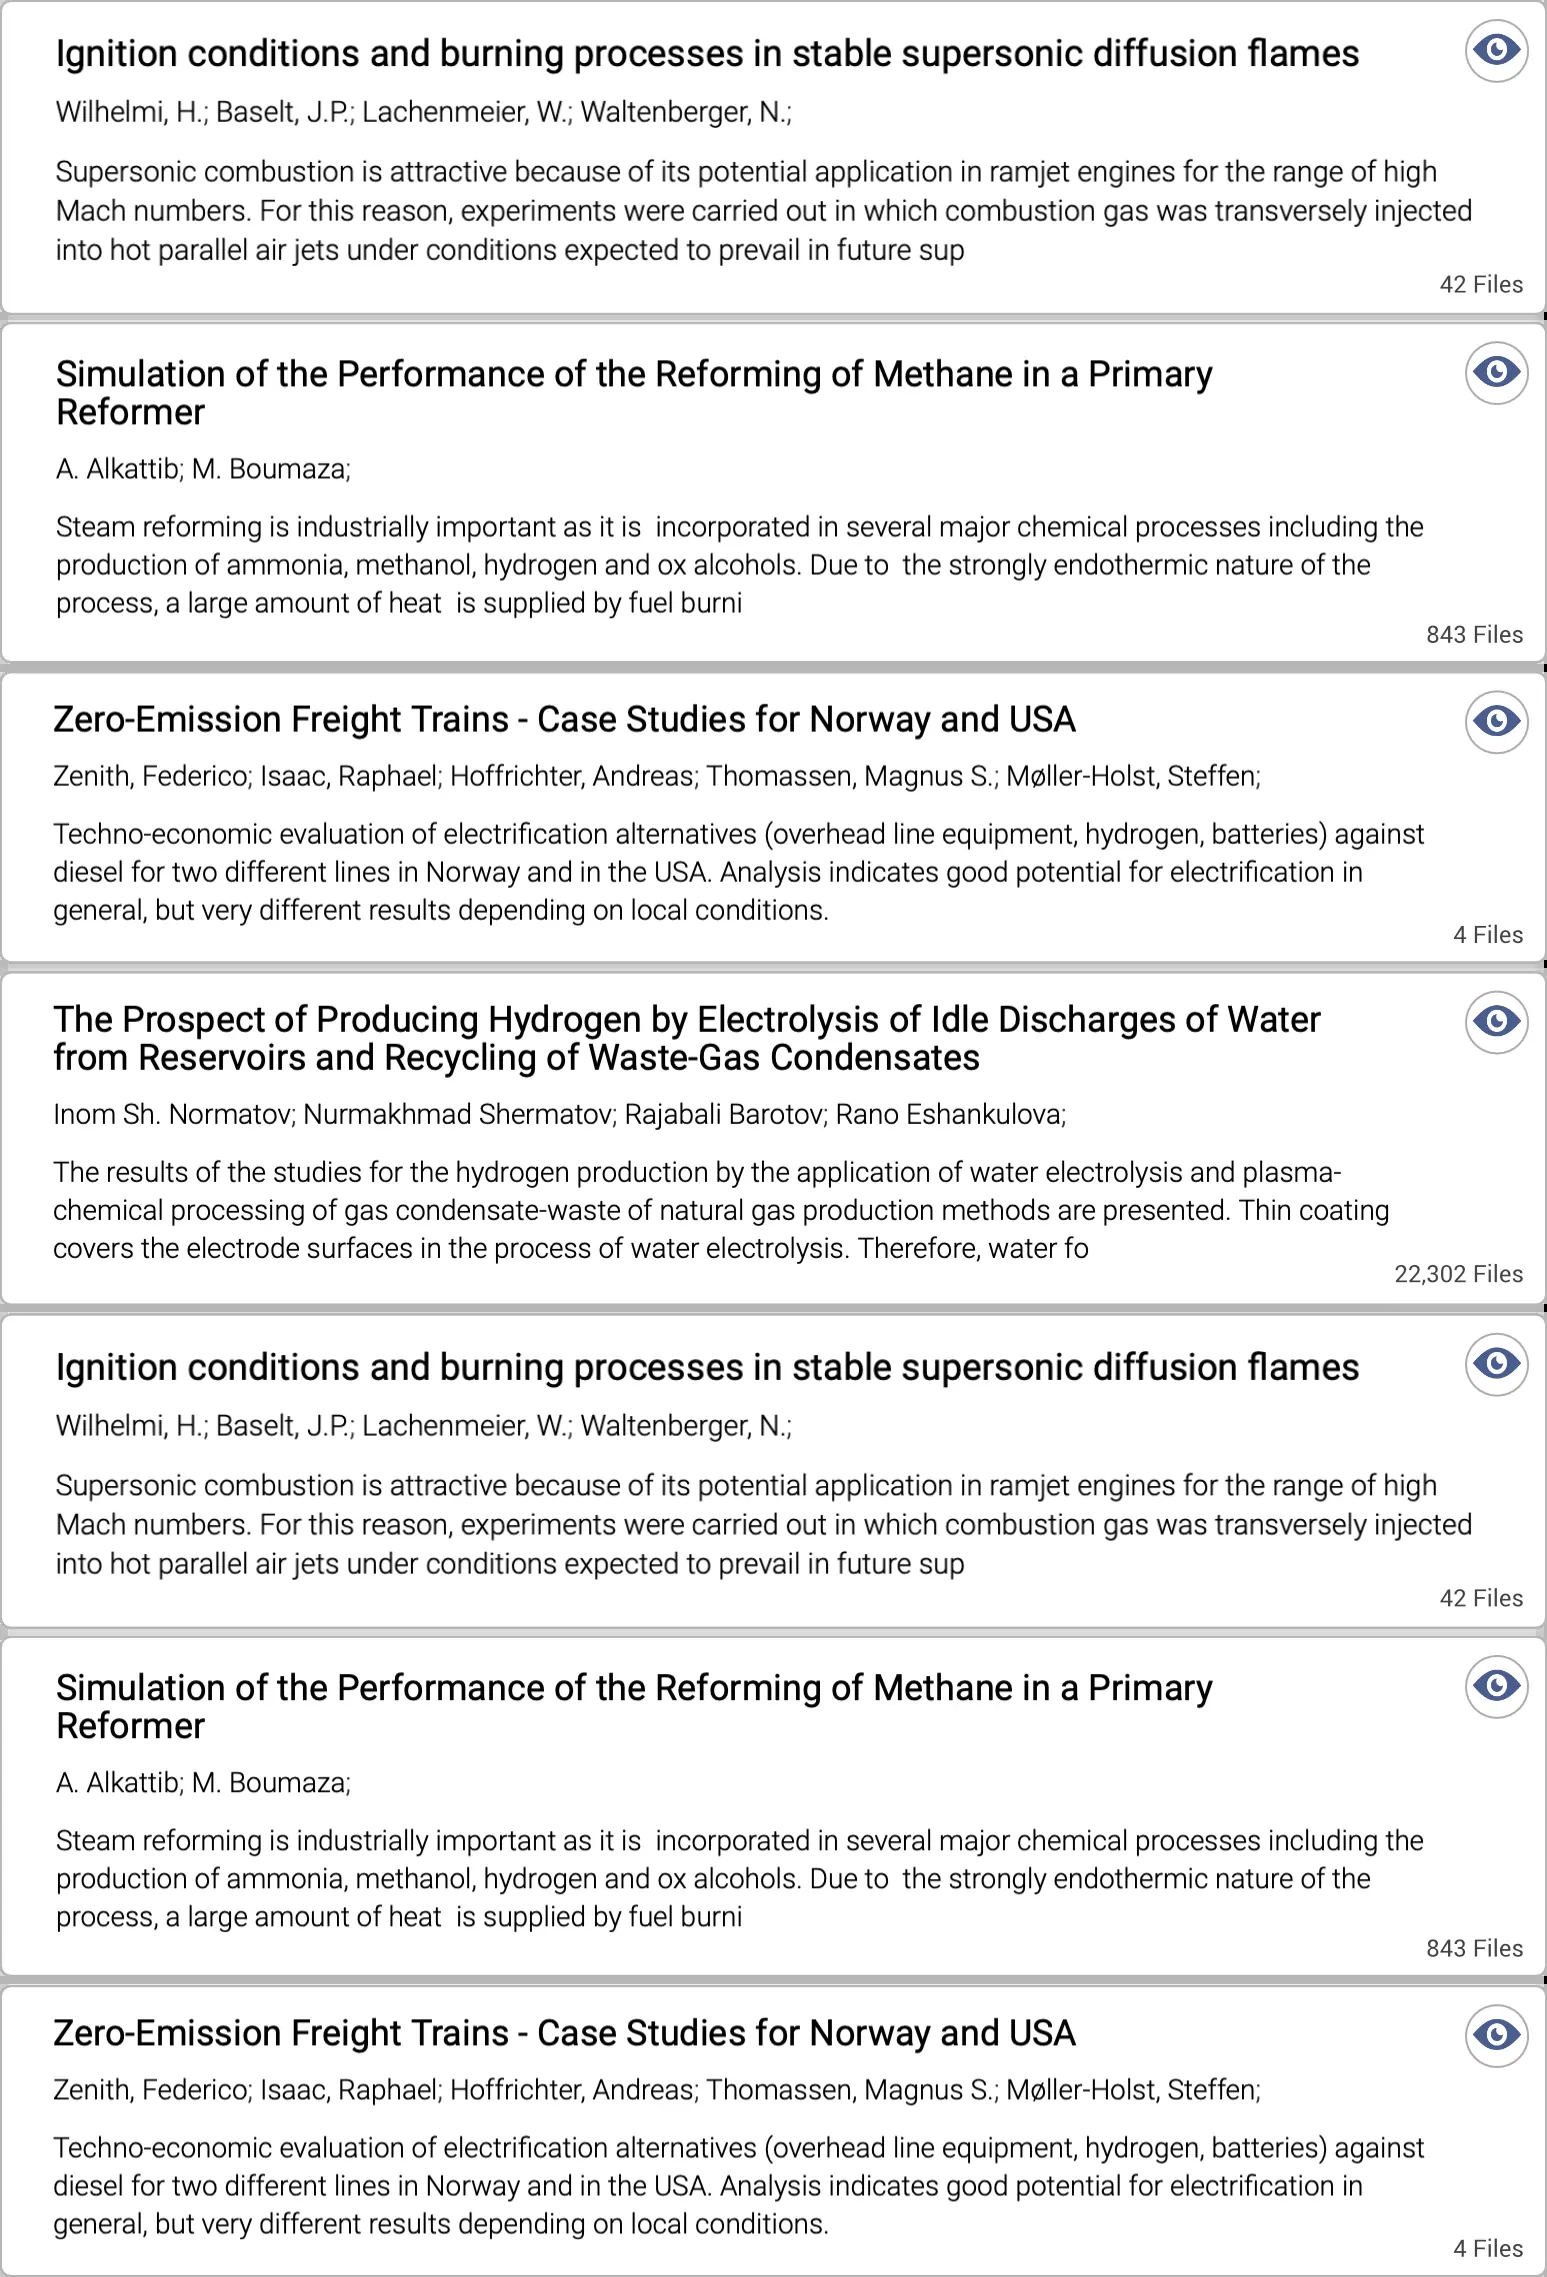 Ignition conditions and burning processes in stable supersonic diffusion flames
Wilhelmi, H.; Baselt, J.P.; Lachenmeier, W.; Waltenberger, N.;
Supersonic combustion is attractive because of its potential application in ramjet engines for the range of high
Mach numbers. For this reason, experiments were carried out in which combustion gas was transversely injected
into hot parallel air jets under conditions expected to prevail in future sup
42 Files
Simulation of the Performance of the Reforming of Methane in a Primary
Reformer
A. Alkattib; M. Boumaza;
Steam reforming is industrially important as it is  incorporated in several major chemical processes including the
production of ammonia, methanol, hydrogen and ox alcohols. Due to  the strongly endothermic nature of the
process, a large amount of heat  is supplied by fuel burni
843 Files
Zero-Emission Freight Trains - Case Studies for Norway and USA
Zenith, Federico; Isaac, Raphael; Hoffrichter, Andreas; Thomassen, Magnus S.; Møller-Holst, Steffen;
Techno-economic evaluation of electrification alternatives (overhead line equipment, hydrogen, batteries) against
diesel for two different lines in Norway and in the USA. Analysis indicates good potential for electrification in
general, but very different results depending on local conditions.
4 Files
The Prospect of Producing Hydrogen by Electrolysis of Idle Discharges of Water
from Reservoirs and Recycling of Waste-Gas Condensates
Inom Sh. Normatov; Nurmakhmad Shermatov; Rajabali Barotov; Rano Eshankulova;
The results of the studies for the hydrogen production by the application of water electrolysis and plasma-
chemical processing of gas condensate-waste of natural gas production methods are presented. Thin coating
covers the electrode surfaces in the process of water electrolysis. Therefore, water fo
22,302 Files
Ignition conditions and burning processes in stable supersonic diffusion flames
Wilhelmi, H.; Baselt, J.P.; Lachenmeier, W.; Waltenberger, N.;
Supersonic combustion is attractive because of its potential application in ramjet engines for the range of high
Mach numbers. For this reason, experiments were carried out in which combustion gas was transversely injected
into hot parallel air jets under conditions expected to prevail in future sup
42 Files
Simulation of the Performance of the Reforming of Methane in a Primary
Reformer
A. Alkattib; M. Boumaza;
Steam reforming is industrially important as it is  incorporated in several major chemical processes including the
production of ammonia, methanol, hydrogen and ox alcohols. Due to  the strongly endothermic nature of the
process, a large amount of heat  is supplied by fuel burni
843 Files
Zero-Emission Freight Trains - Case Studies for Norway and USA
Zenith, Federico; Isaac, Raphael; Hoffrichter, Andreas; Thomassen, Magnus S.; Møller-Holst, Steffen;
Techno-economic evaluation of electrification alternatives (overhead line equipment, hydrogen, batteries) against
diesel for two different lines in Norway and in the USA. Analysis indicates good potential for electrification in
general, but very different results depending on local conditions.
4 Files